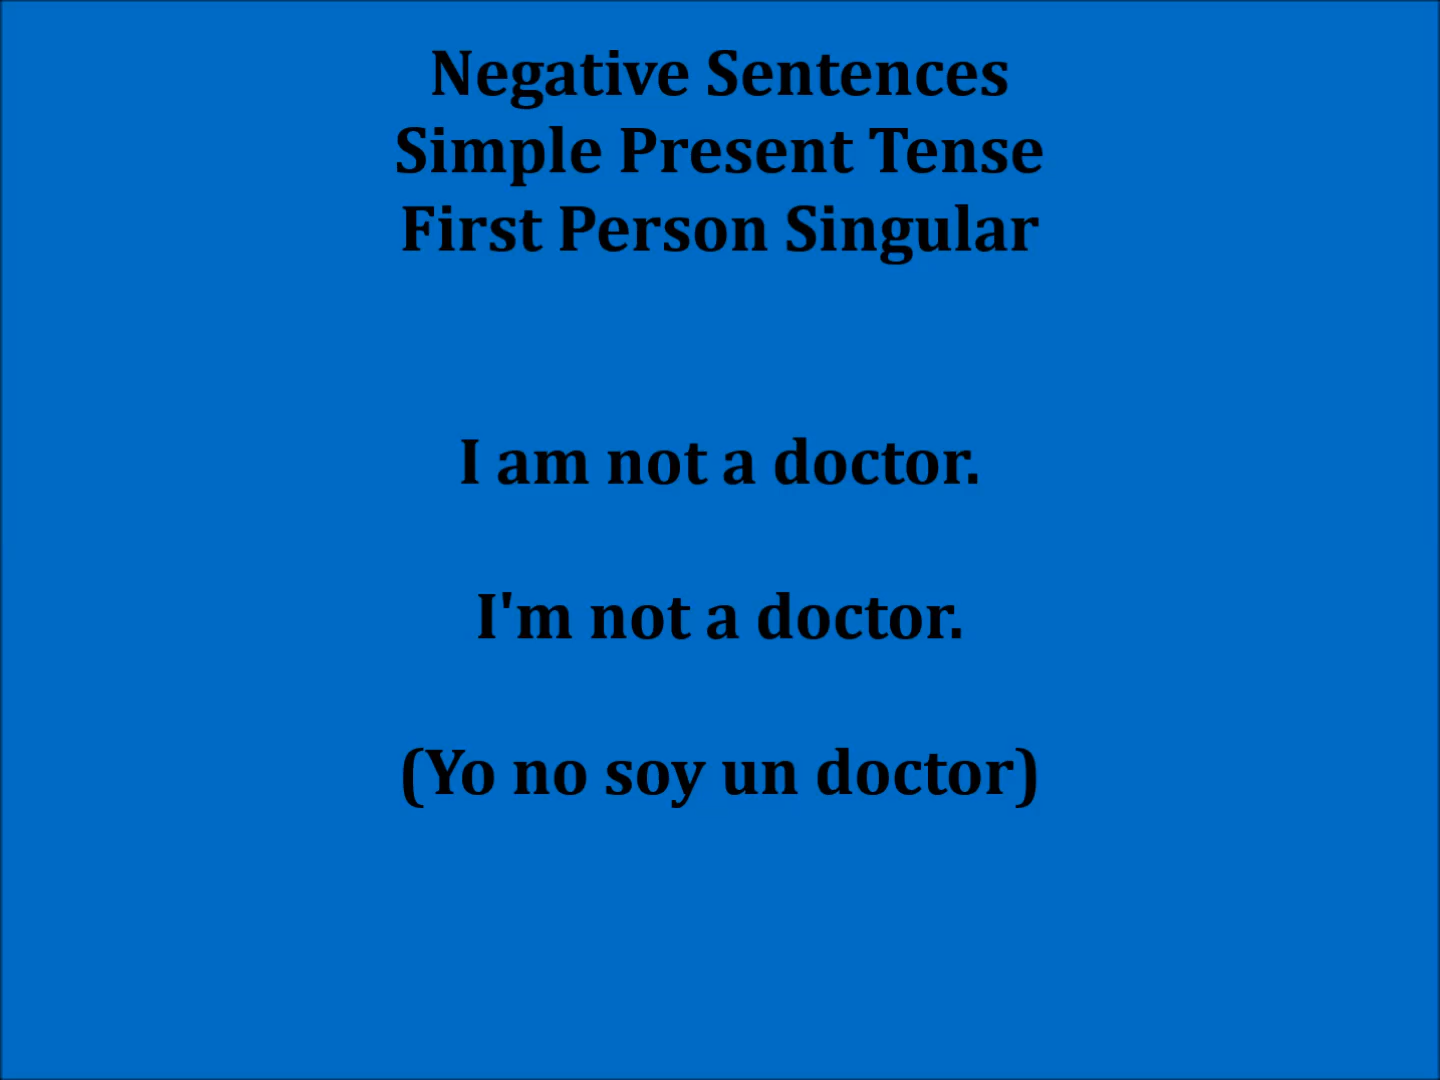 Negative Sentences
Simple Present Tense
First Person Singular
I am not a doctor.
I'm not a doctor.
(Yo no soy un doctor)